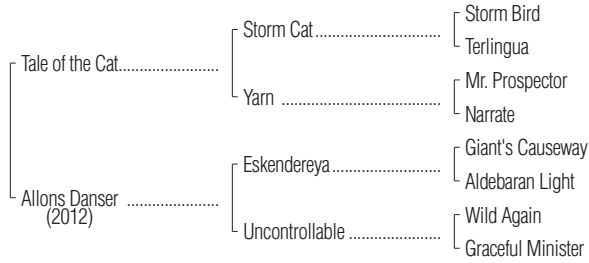 Storm Bird
Storm Cat........................................
Terlingua
Tale of the Cat.......................
Mr. Prospector
Yarn ............................................
Narrate
Giant's Causeway
Eskendereya..............................
Aldebaran Light
Allons Danser .........................
(2012)
Wild Again
Uncontrollable .........................
Graceful Minister